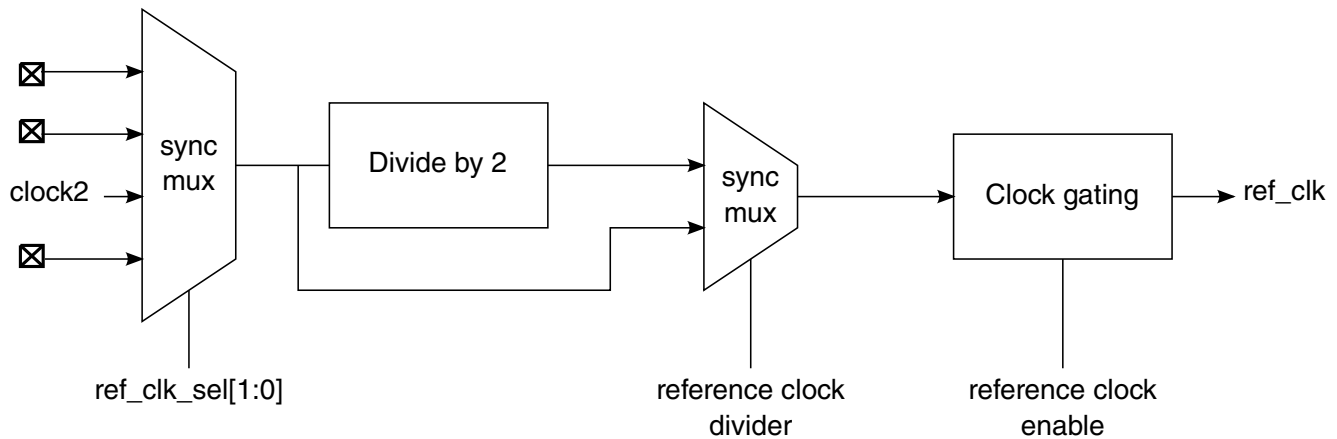 sync
mux
Divide by 2
clock2
sync
mux
Clock gating
ref_clk
ref_clk_sel[1:0]
reference clock
divider
reference clock
enable